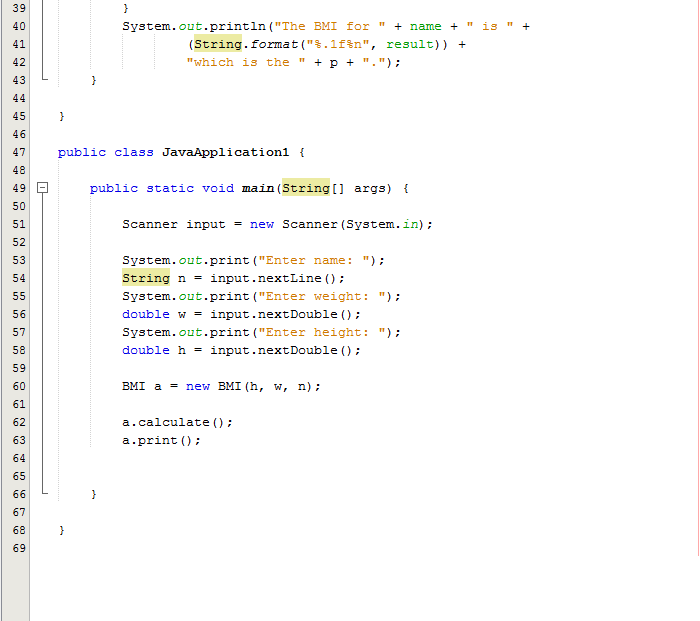 39 }
40 System.out.println("The BMI for " + name + " is " +
41 (String.format("%.1f%n", result)) +
42 "which is the " + p + ".");
43 }
44
45 }
46
47 public class JavaApplication1 {
48
49 public static void main(String[] args) {
50
51 Scanner input = new Scanner(System.in);
52
53 System.out.print("Enter name: ");
54 String n = input.nextLine();
55 System.out.print("Enter weight: ");
56 double w = input.nextDouble();
57 System.out.print("Enter height: ");
58 double h = input.nextDouble();
59
60 BMI a = new BMI(h, w, n);
61
62 a.calculate();
63 a.print();
64
65
66 }
67
68 }
69